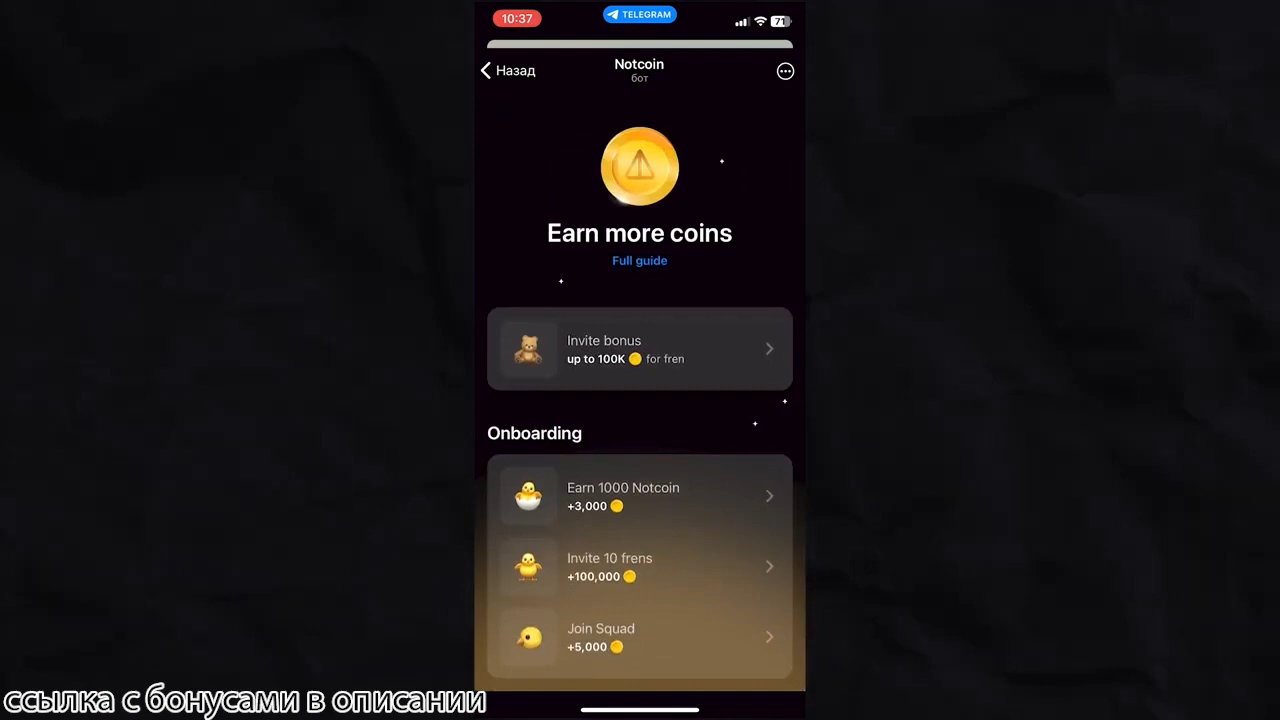 10:37
TELEGRAM
71
Назад
Notcoin
бот
Earn more coins
Full guide
Invite bonus
up to 100K for fren
Onboarding
Earn 1000 Notcoin
+3,000
Invite 10 frens
+100,000
Join Squad
+5,000
ссылка с бонусами в описании